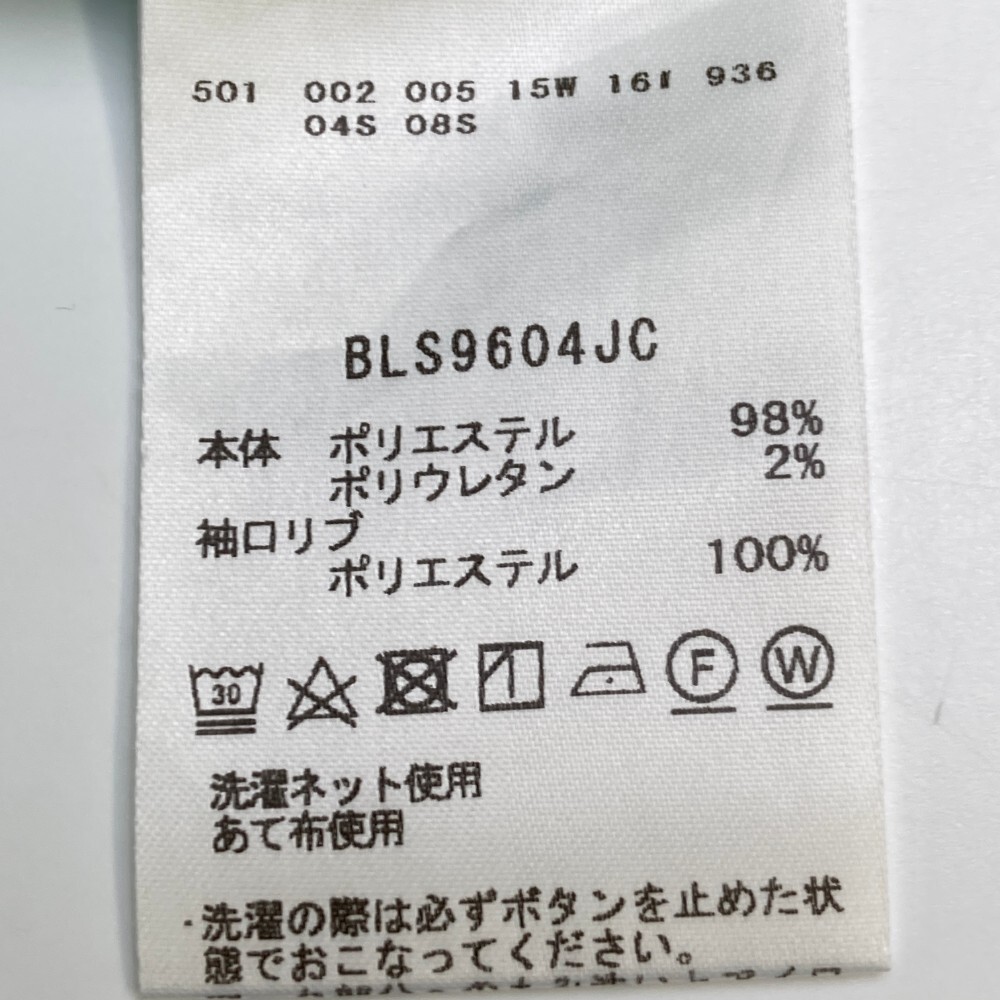 501 002 005 15W 16W 936
04S 08S
BLS9604JC
本体 ポリエステル 98%
ポリウレタン 2%
袖口リブ
ポリエステル 100%
30 F W
洗濯ネット使用
あて布使用
・洗濯の際は必ずボタンを止めた状
態でおこなってください。